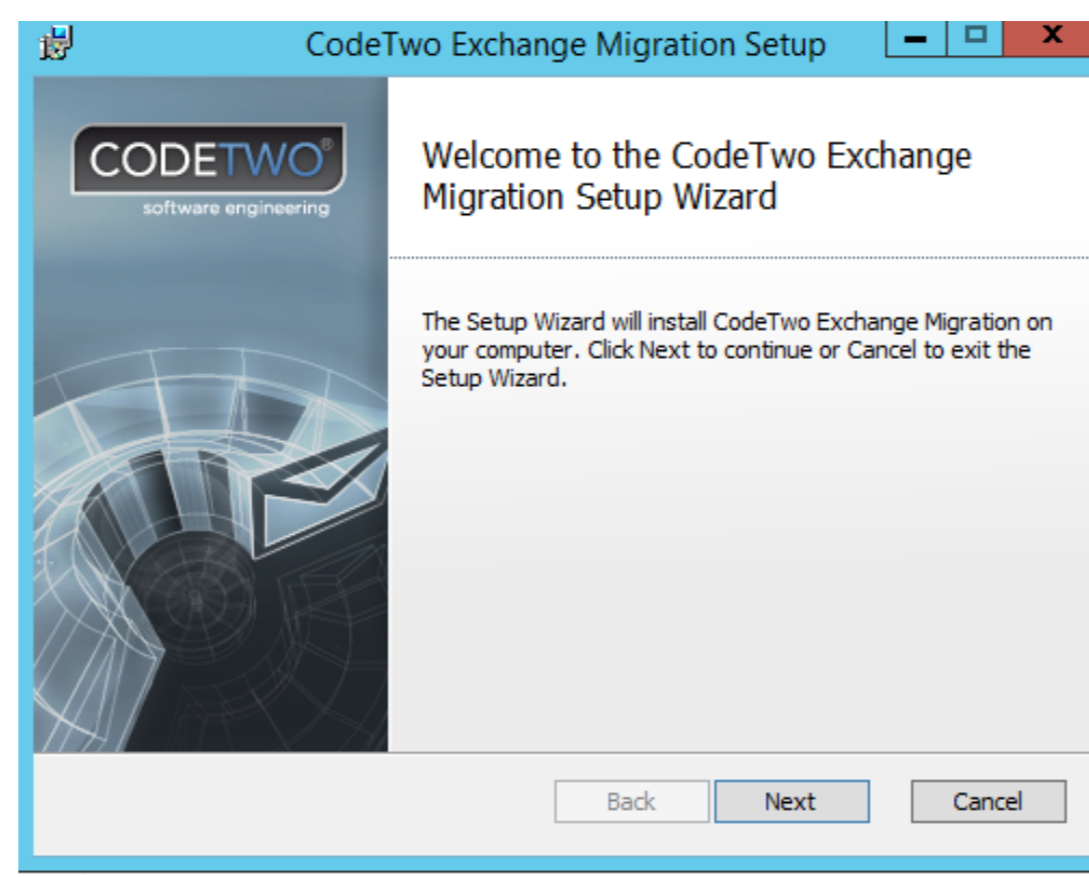 CodeTwo Exchange Migration Setup
CODETWO®
software engineering
Welcome to the CodeTwo Exchange
Migration Setup Wizard
The Setup Wizard will install CodeTwo Exchange Migration on
your computer. Click Next to continue or Cancel to exit the
Setup Wizard.
Back Next Cancel